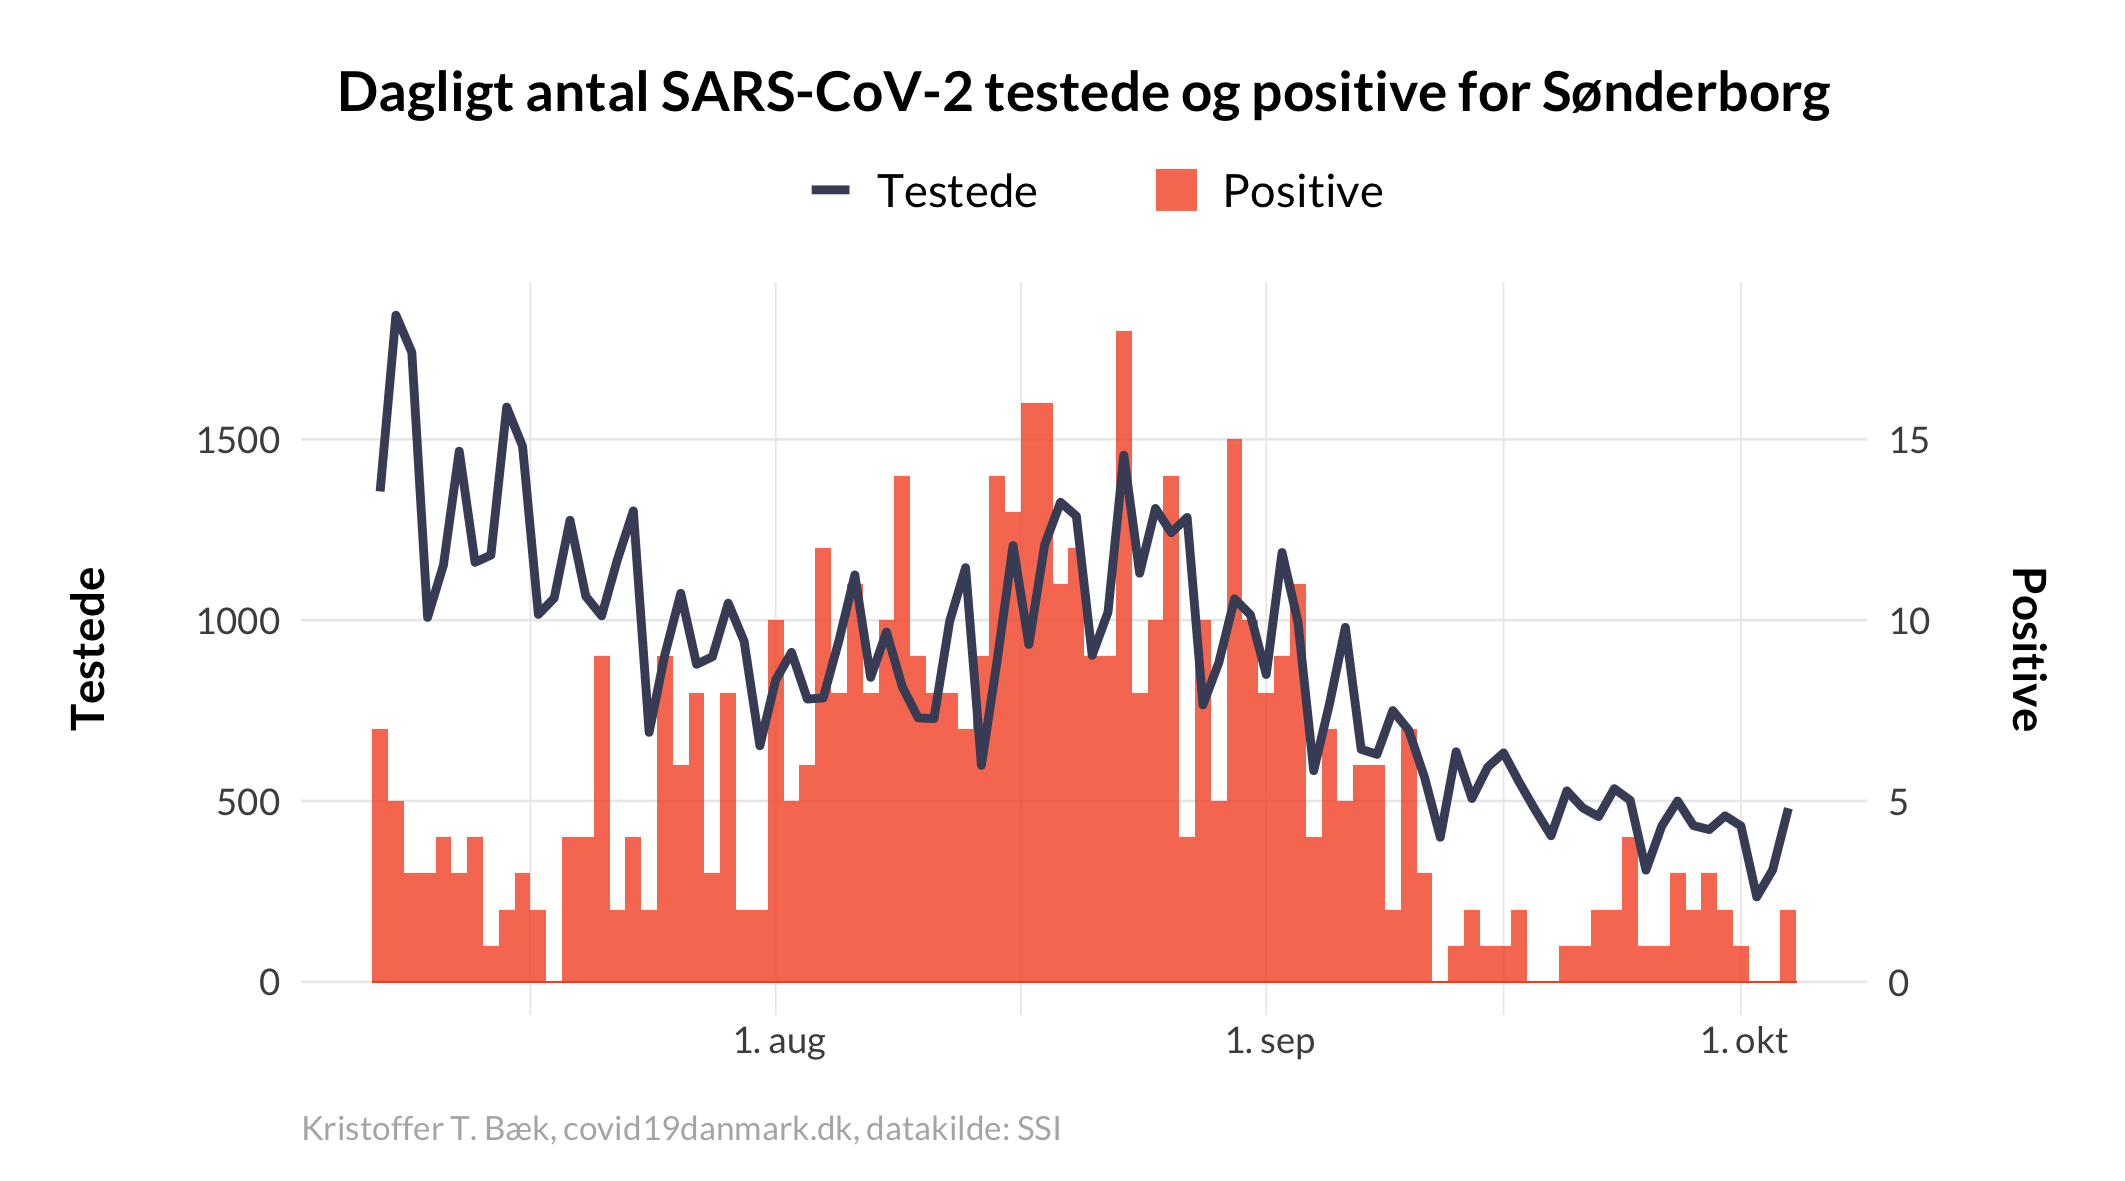 Dagligt antal SARS-CoV-2 testede og positive for Sønderborg
Testede Positive
Testede
Positive
1500
1000
500
0
15
10
5
0
1. aug 1. sep 1. okt
Kristoffer T. Bæk, covid19danmark.dk, datakilde: SSI